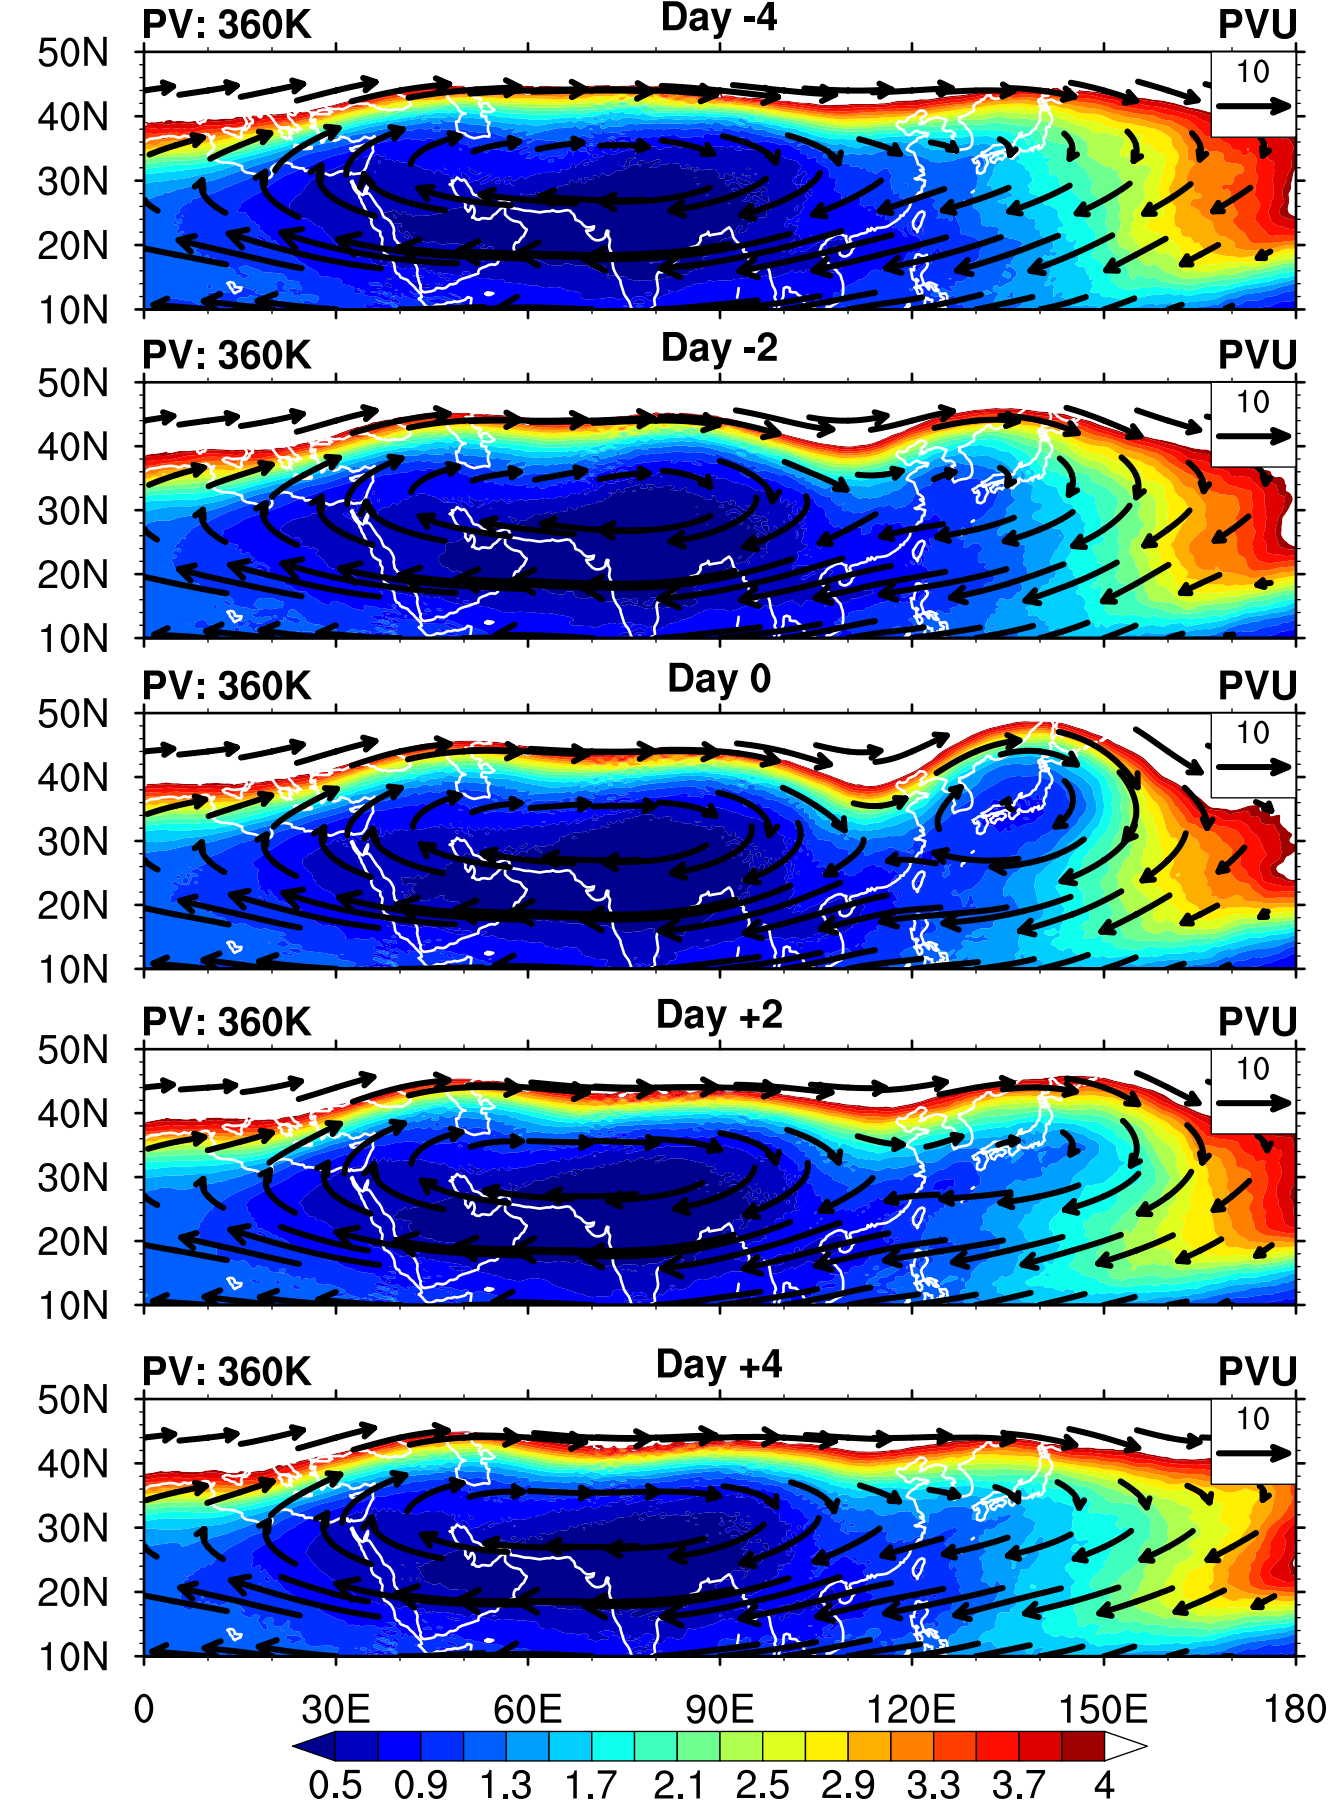 PV: 360K Day -4 PVU
50N
10
40N
30N
20N
10N
PV: 360K Day -2 PVU
50N
10
40N
30N
20N
10N
PV: 360K Day 0 PVU
50N
10
40N
30N
20N
10N
PV: 360K Day +2 PVU
50N
10
40N
30N
20N
10N
PV: 360K Day +4 PVU
50N
10
40N
30N
20N
10N
0 30E 60E 90E 120E 150E 180
0.5 0.9 1.3 1.7 2.1 2.5 2.9 3.3 3.7 4